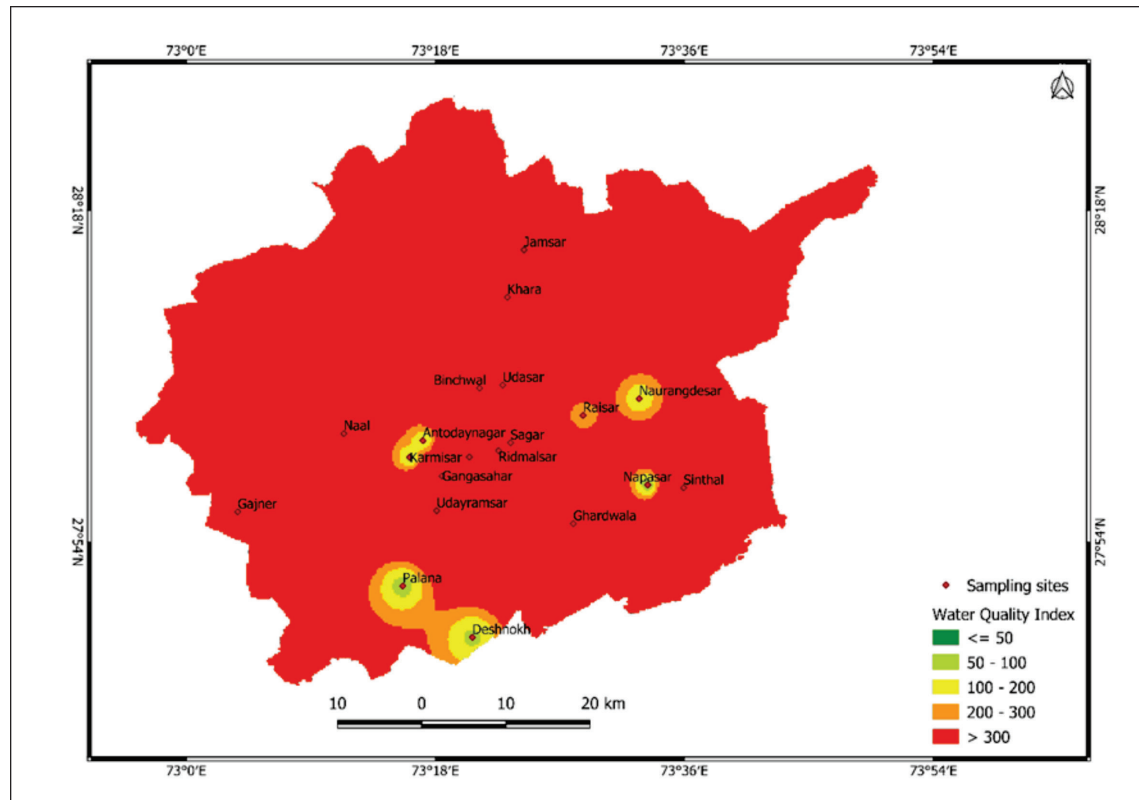 73°0′E 73°18′E 73°36′E 73°54′E
28°18′N 28°18′N
Jamsar
Khara
Binchwal Udasar
Naurangdesar
Raisar
Naal
Antodaynagar
Sagar
Karmisar
Ridmalsar
Gangasahar
Napasar
Sinthal
Gajner
Udayramsar
Ghardwala
27°54′N 27°54′N
Palana
Deshnokh
Sampling sites
Water Quality Index
<= 50
50 - 100
100 - 200
200 - 300
> 300
10 0 10 20 km
73°0′E 73°18′E 73°36′E 73°54′E